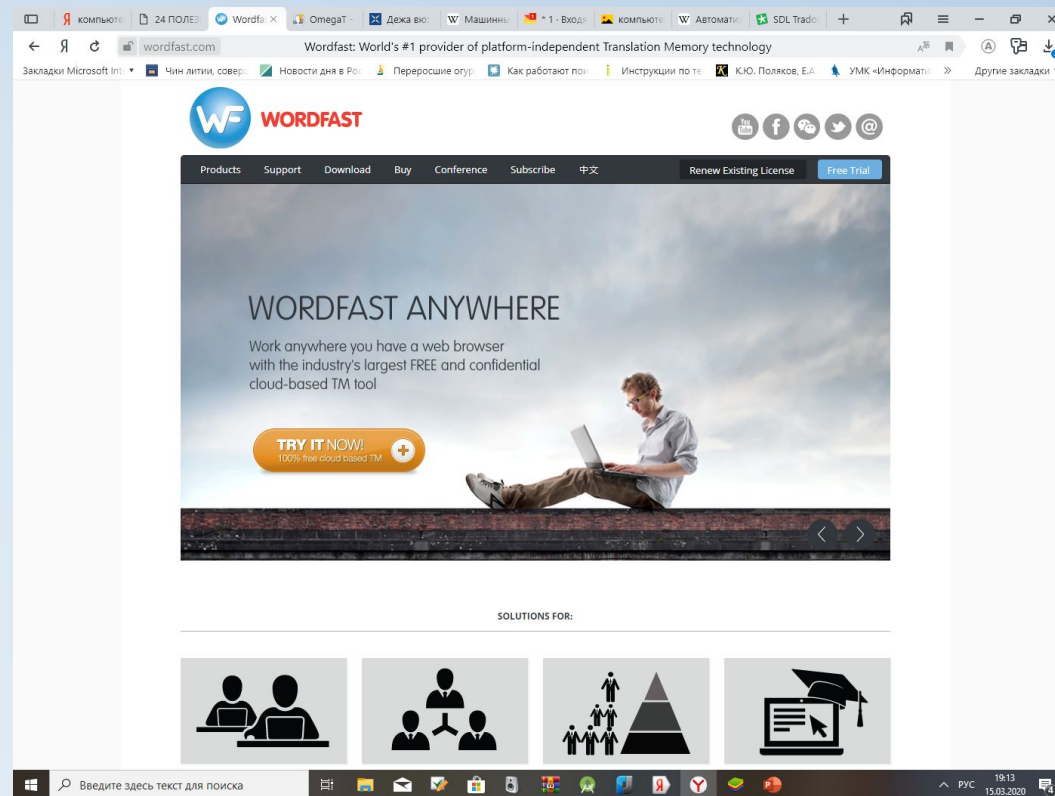 Я компьюте
24 ПОЛЕЗ
Wordfa
OmegaT -
Дежа вю:
W Машинны
1 · Входя
компьюте
W Автомати
SDL Trados
wordfast.com
Wordfast: World's #1 provider of platform-independent Translation Memory technology
Закладки Microsoft Int
Чин литии, совер
Новости дня в Рос
Переросшие огур
Как работают пои
Инструкции по те
К.Ю. Поляков, Е.А
УМК «Информати
»
Другие закладки
WF WORDFAST
You Tube
Products Support Download Buy Conference Subscribe 中文 Renew Existing License Free Trial
WORDFAST ANYWHERE
Work anywhere you have a web browser
with the industry's largest FREE and confidential
cloud-based TM tool
TRY IT NOW!
100% free cloud based TM
SOLUTIONS FOR:
Введите здесь текст для поиска
РУС
19:13
15.03.2020